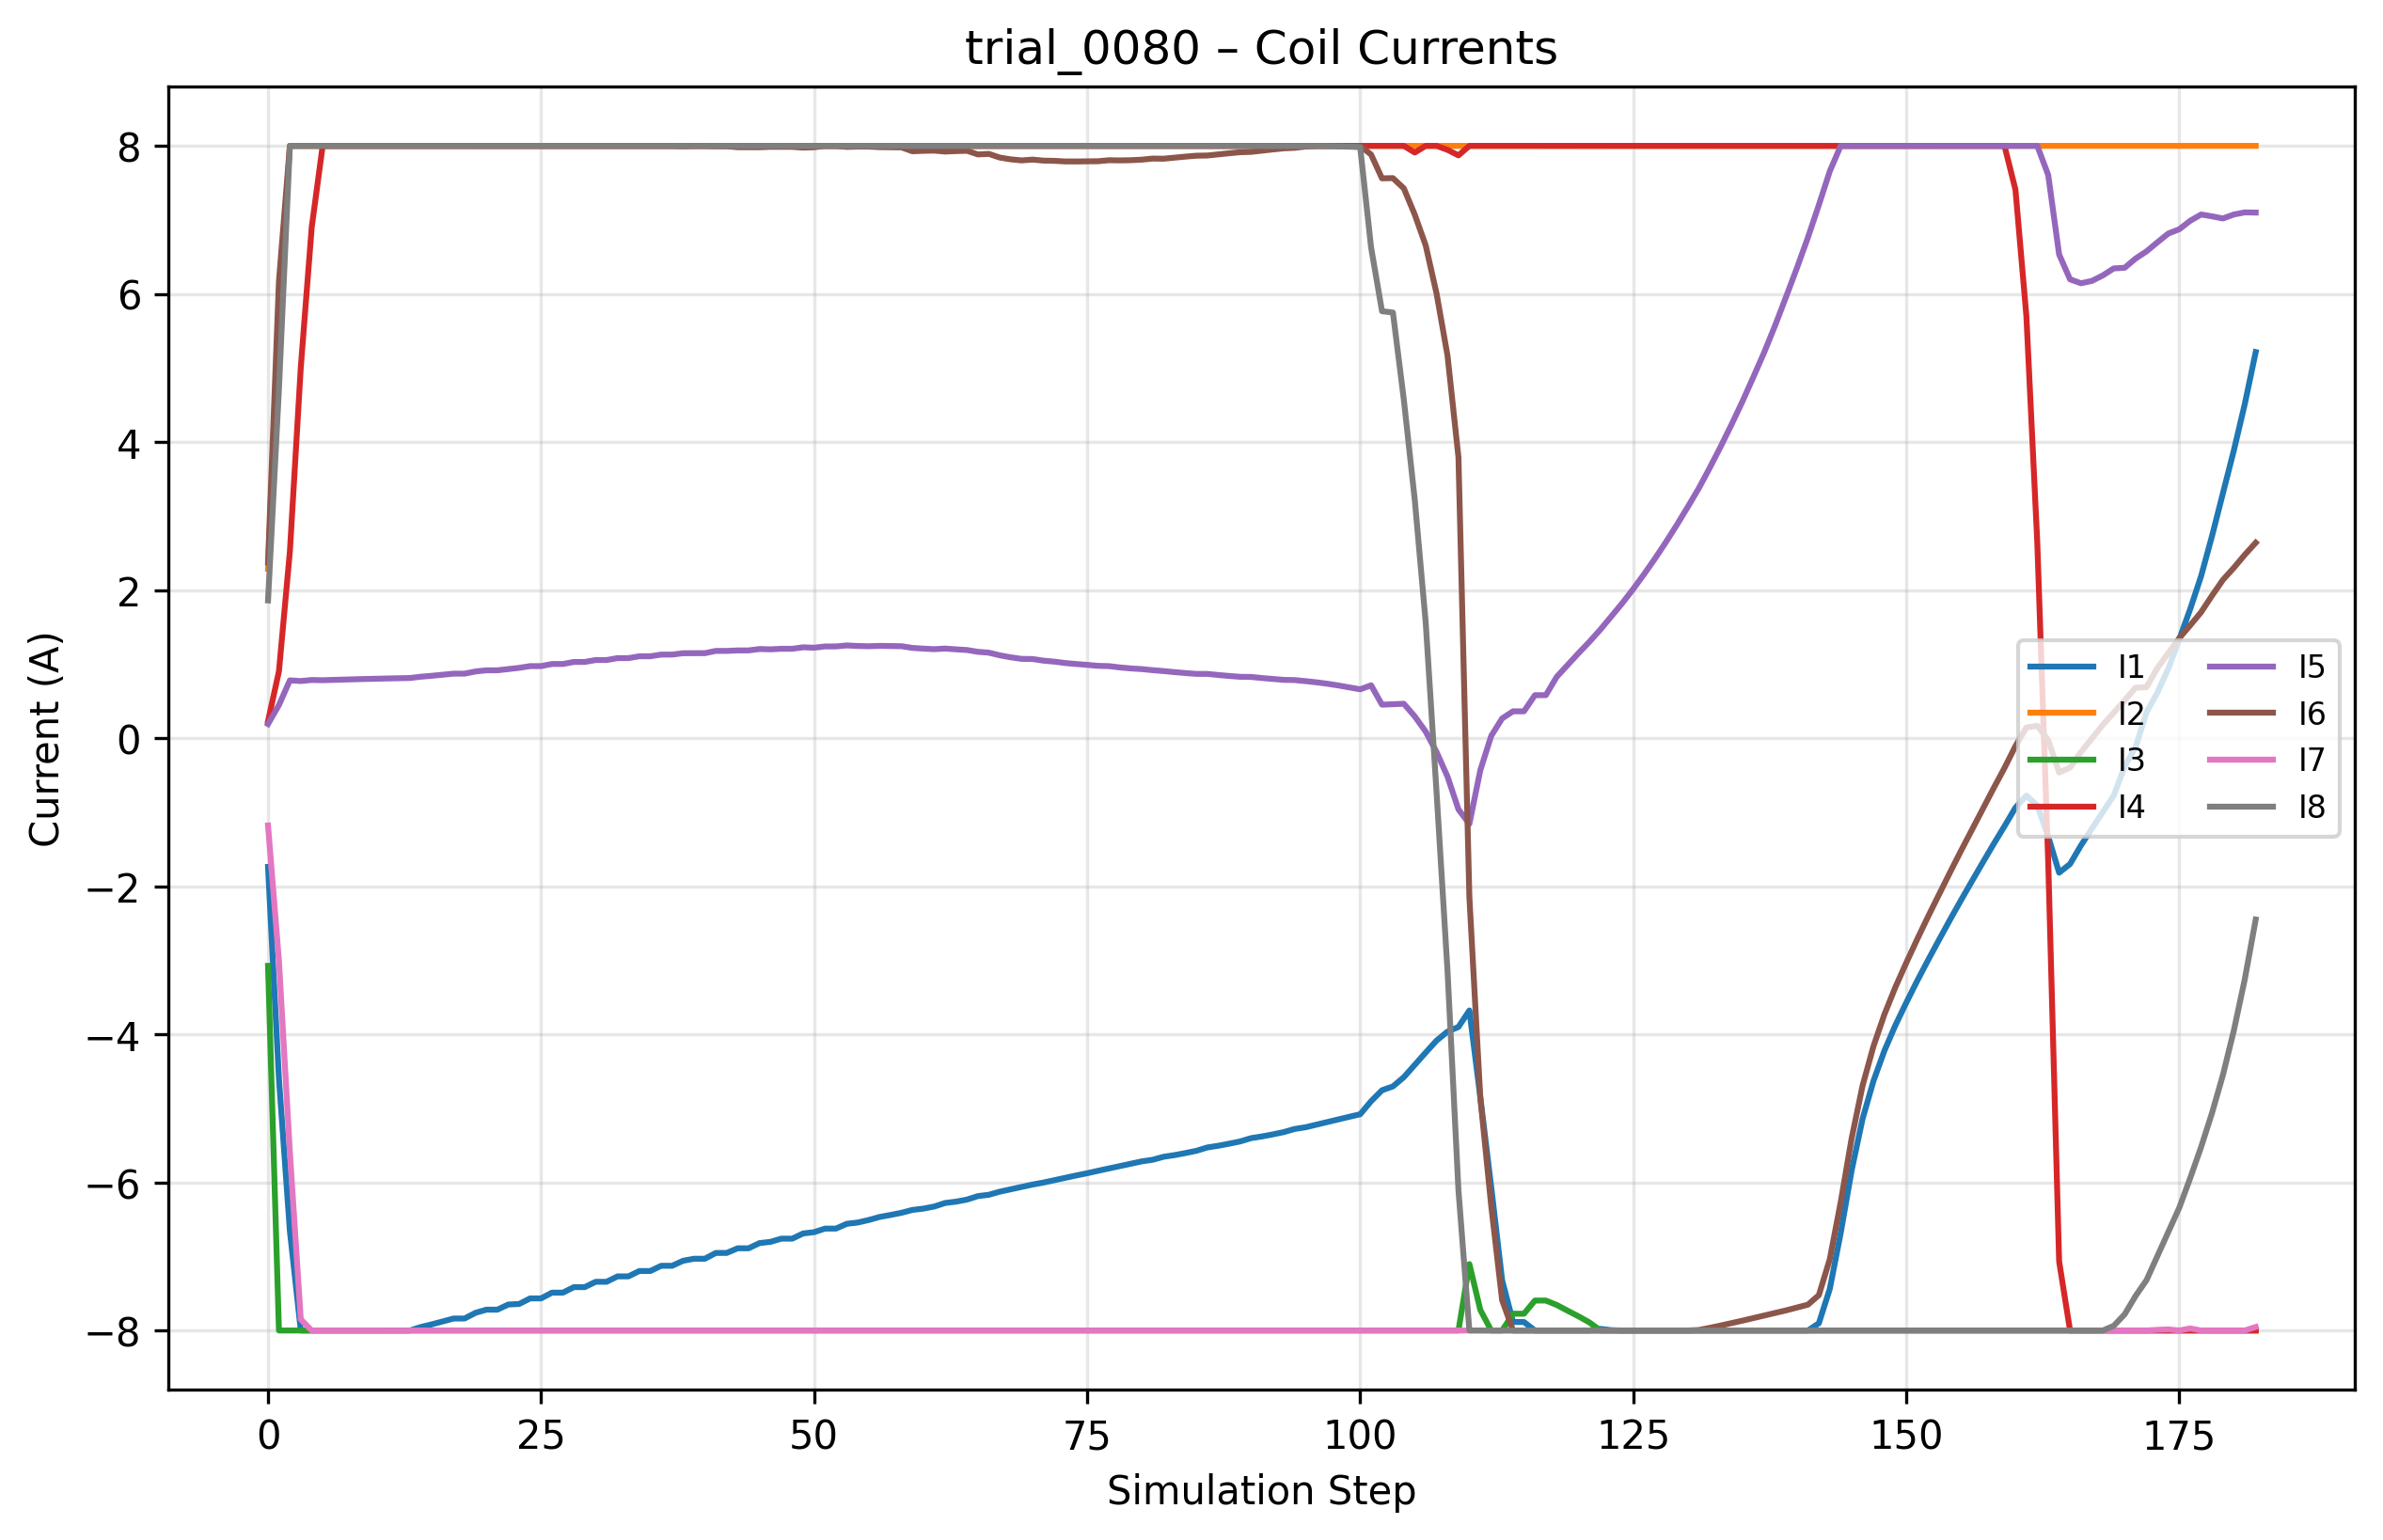 trial_0080 – Coil Currents
Current (A)
8
6
4
2
0
−2
−4
−6
−8
I1
I2
I3
I4
I5
I6
I7
I8
0 25 50 75 100 125 150 175
Simulation Step